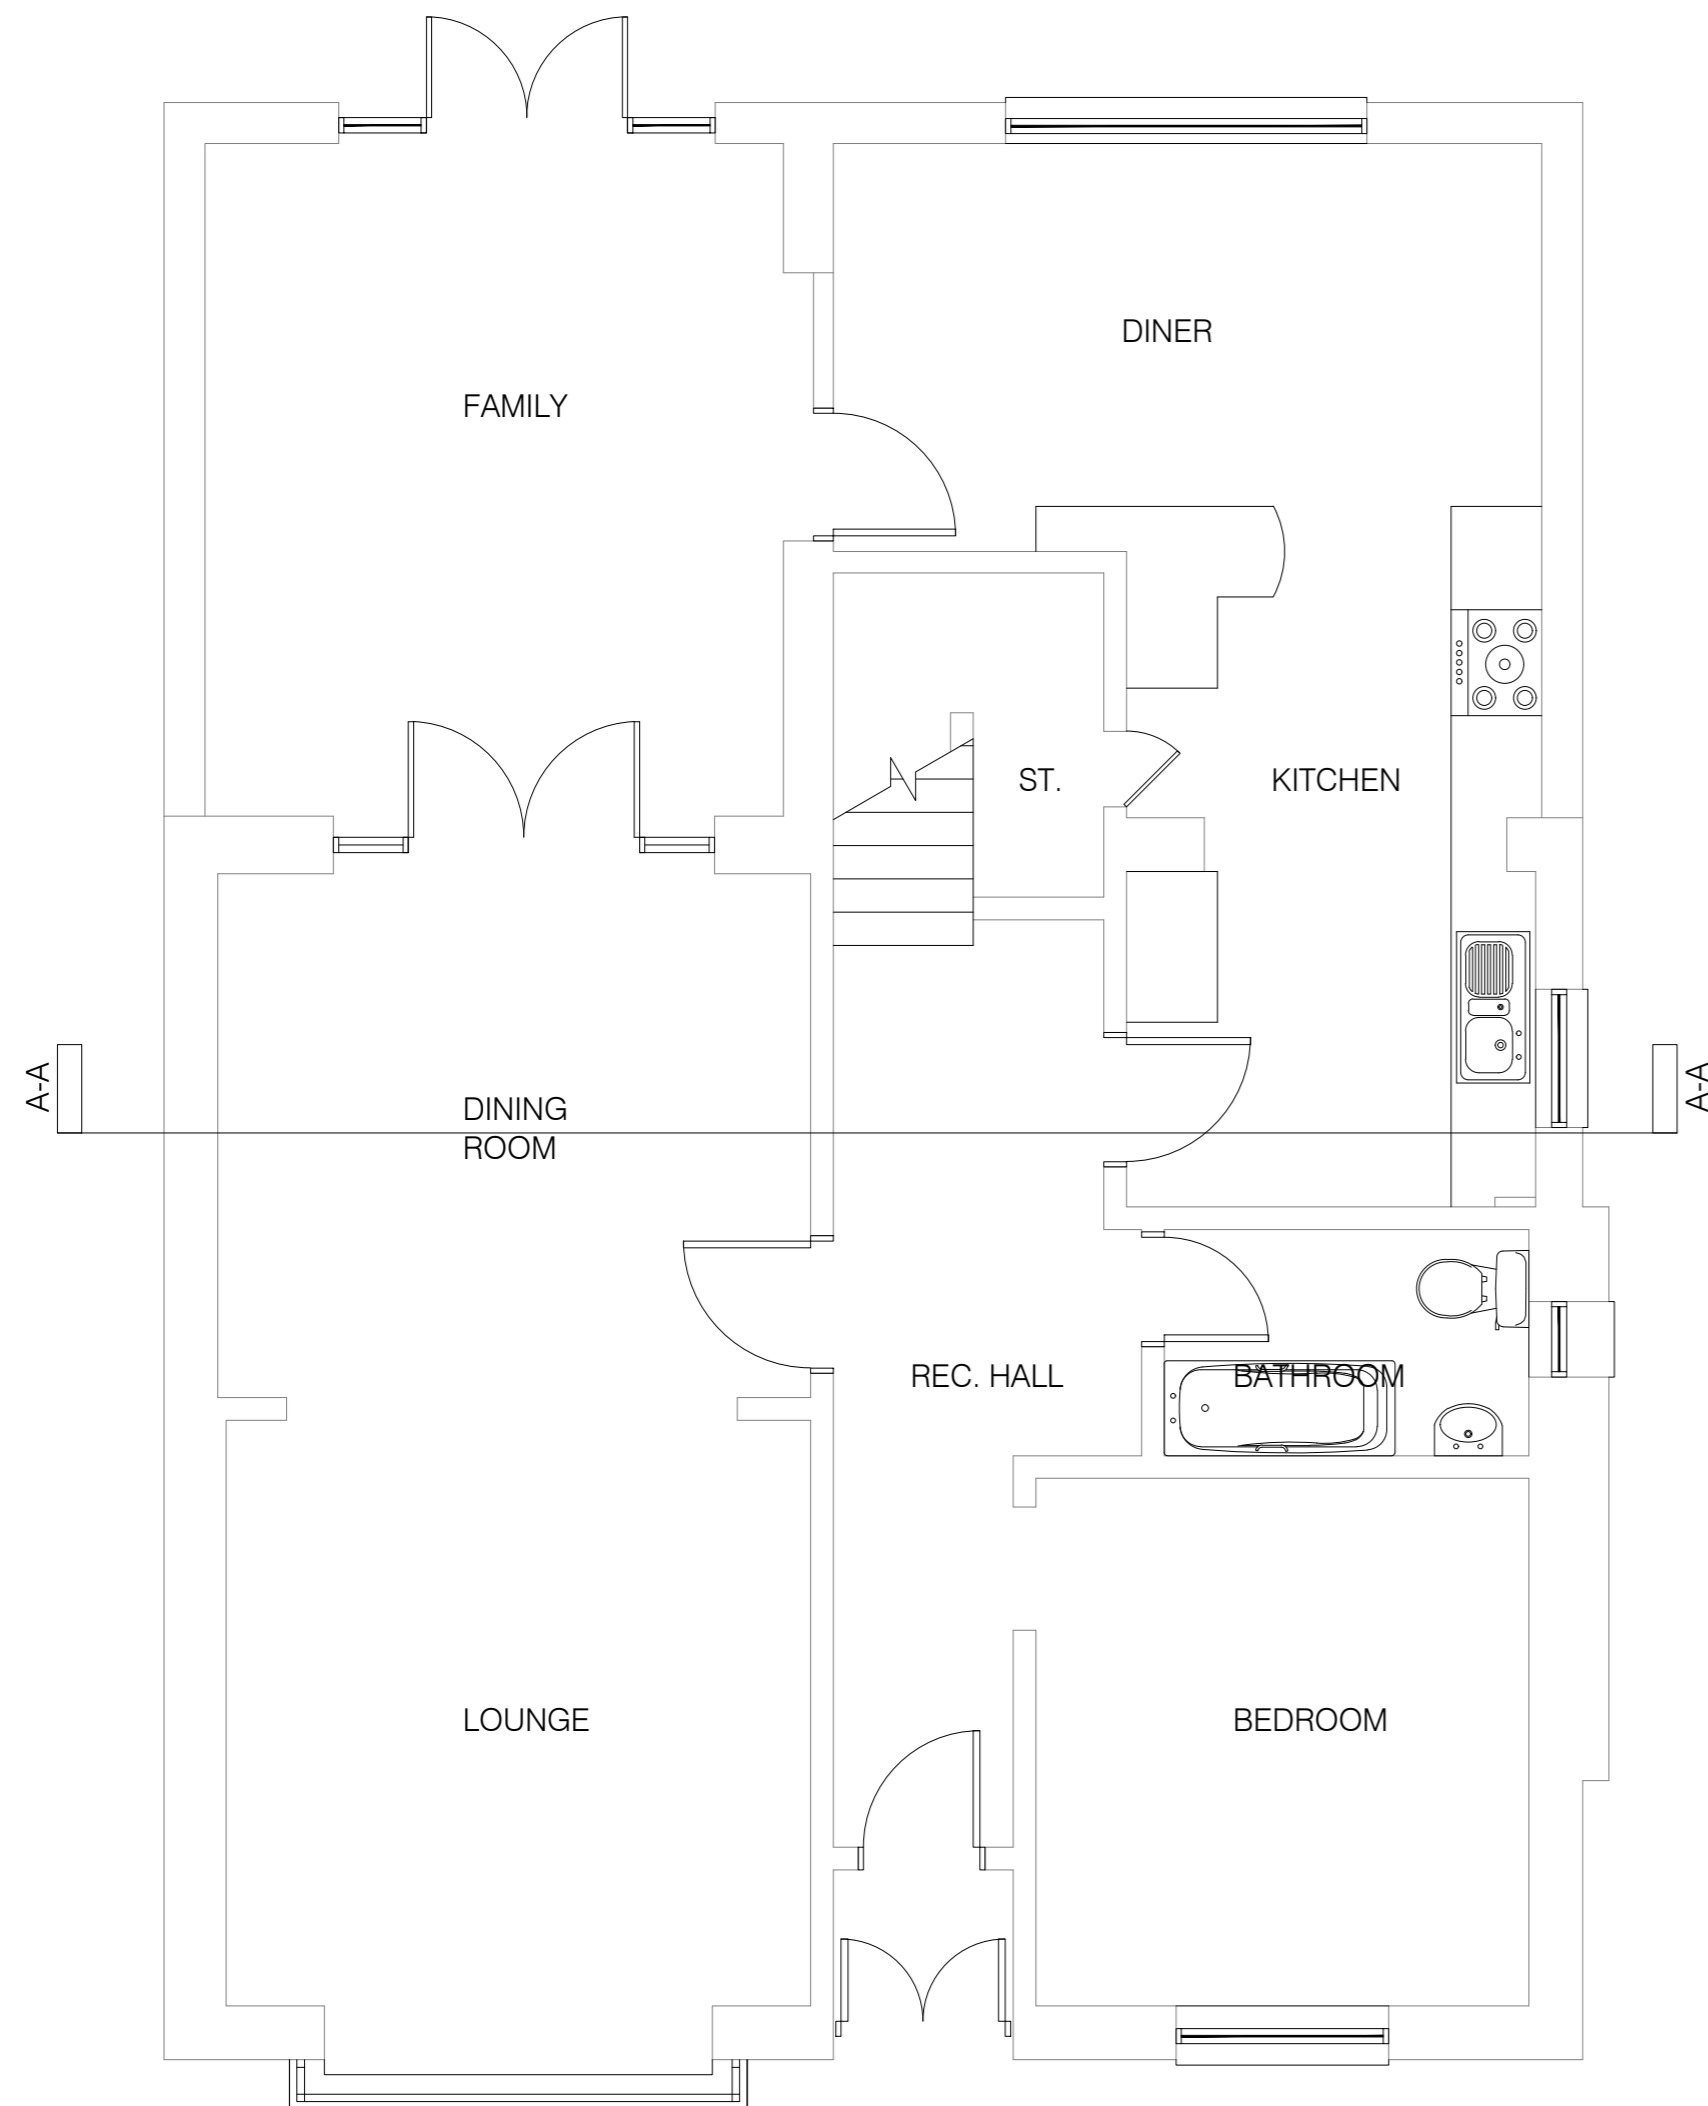 DINER
FAMILY
ST.
KITCHEN
A-A
A-A
DINING
ROOM
REC. HALL
BATHROOM
LOUNGE
BEDROOM